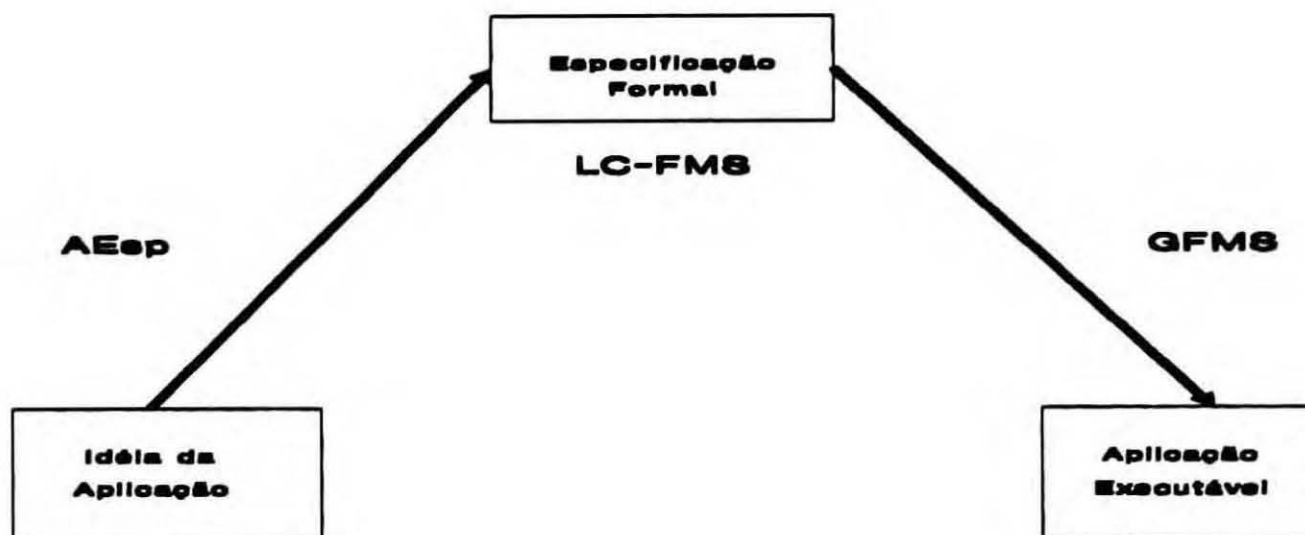 Especificação
Formal
LC-FMS
AEsp
GFMS
Idéia da
Aplicação
Aplicação
Executável